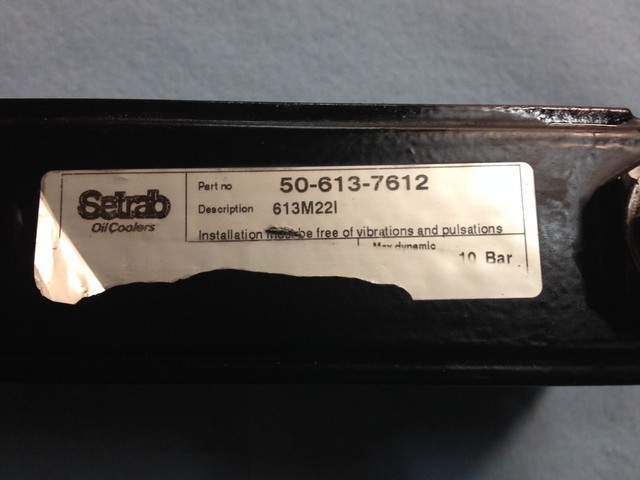 Setrab
Oil Coolers
Part no 50-613-7612
Description 613M22I
Installation be free of vibrations and pulsations
Max dynamic
10 Bar